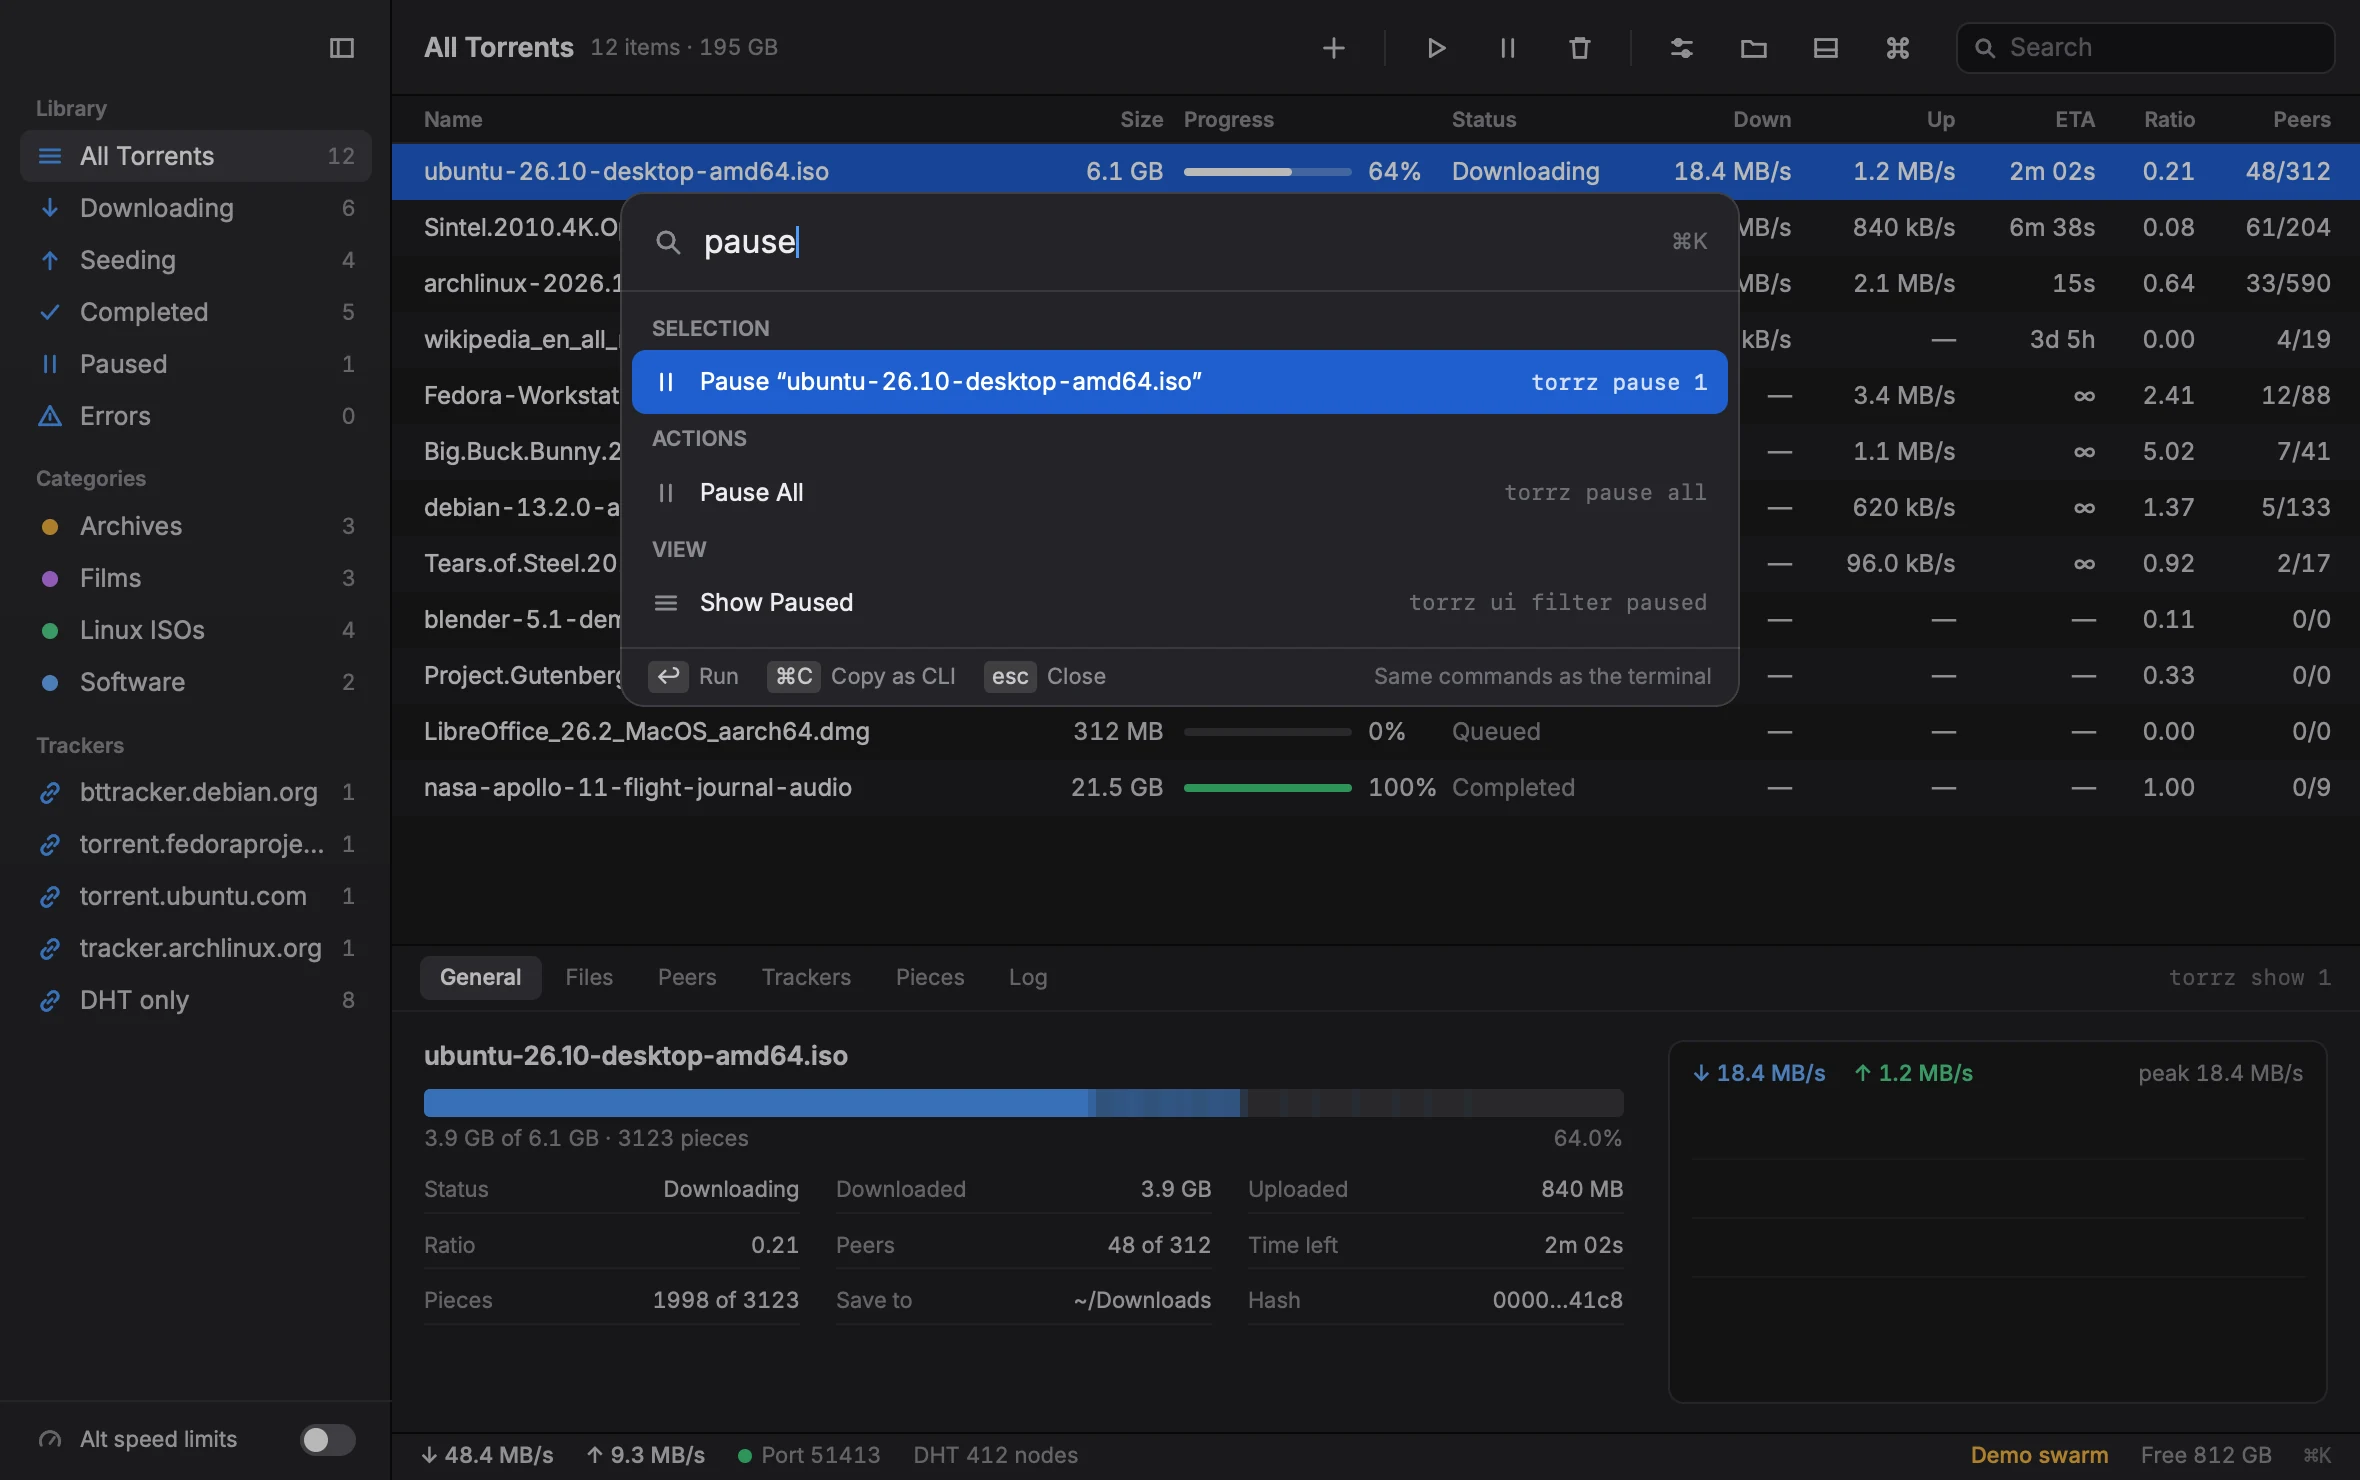 All Torrents 12 items · 195 GB
Search
Library
All Torrents 12
Downloading 6
Seeding 4
Completed 5
Paused 1
Errors 0
Categories
Archives 3
Films 3
Linux ISOs 4
Software 2
Trackers
bttracker.debian.org 1
torrent.fedoraproje... 1
torrent.ubuntu.com 1
tracker.archlinux.org 1
DHT only 8
Alt speed limits
Name Size Progress Status Down Up ETA Ratio Peers
ubuntu-26.10-desktop-amd64.iso 6.1 GB 64% Downloading 18.4 MB/s 1.2 MB/s 2m 02s 0.21 48/312
Sintel.2010.4K.O MB/s 840 kB/s 6m 38s 0.08 61/204
archlinux-2026.1 MB/s 2.1 MB/s 15s 0.64 33/590
wikipedia_en_all_ kB/s — 3d 5h 0.00 4/19
Fedora-Workstat — 3.4 MB/s ∞ 2.41 12/88
Big.Buck.Bunny.2 — 1.1 MB/s ∞ 5.02 7/41
debian-13.2.0-a — 620 kB/s ∞ 1.37 5/133
Tears.of.Steel.20 — 96.0 kB/s ∞ 0.92 2/17
blender-5.1-dem — — — 0.11 0/0
Project.Gutenberg — — — 0.33 0/0
LibreOffice_26.2_MacOS_aarch64.dmg 312 MB 0% Queued — — — 0.00 0/0
nasa-apollo-11-flight-journal-audio 21.5 GB 100% Completed — — — 1.00 0/9
pause ⌘K
SELECTION
Pause “ubuntu-26.10-desktop-amd64.iso” torrz pause 1
ACTIONS
Pause All torrz pause all
VIEW
Show Paused torrz ui filter paused
↩ Run ⌘C Copy as CLI esc Close Same commands as the terminal
General Files Peers Trackers Pieces Log torrz show 1
ubuntu-26.10-desktop-amd64.iso
3.9 GB of 6.1 GB · 3123 pieces 64.0%
Status Downloading Downloaded 3.9 GB Uploaded 840 MB
Ratio 0.21 Peers 48 of 312 Time left 2m 02s
Pieces 1998 of 3123 Save to ~/Downloads Hash 0000…41c8
↓ 18.4 MB/s ↑ 1.2 MB/s peak 18.4 MB/s
↓ 48.4 MB/s ↑ 9.3 MB/s Port 51413 DHT 412 nodes Demo swarm Free 812 GB ⌘K